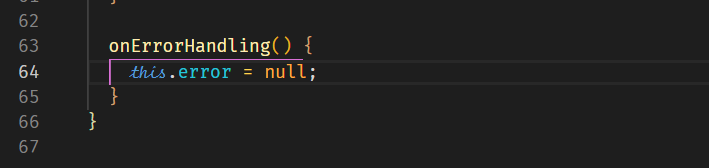 62
63 onErrorHandling() {
64 this.error = null;
65 }
66 }
67